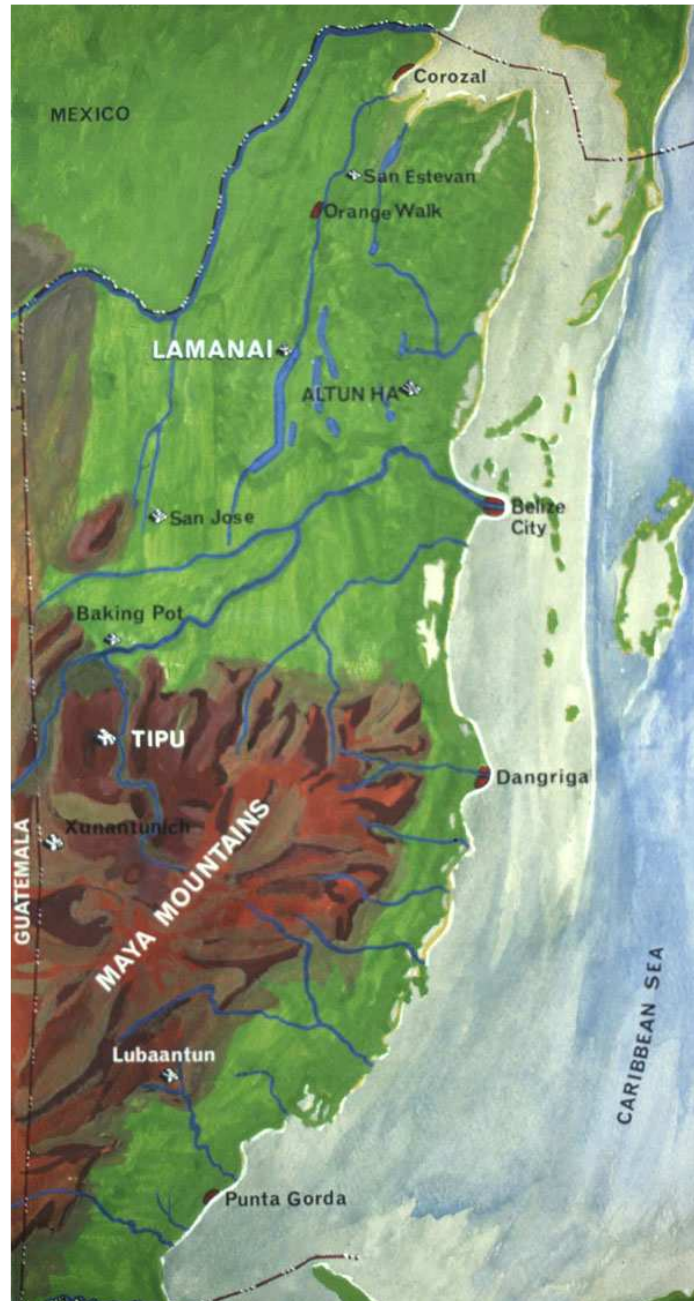 Corozal
MEXICO
San Estevan
Orange Walk
LAMANAI
ALTUN HA
San Jose
Belize
City
Baking Pot
TIPU
Dangriga
Xunantunich
GUATEMALA
MAYA MOUNTAINS
CARIBBEAN SEA
Lubaantun
Punta Gorda